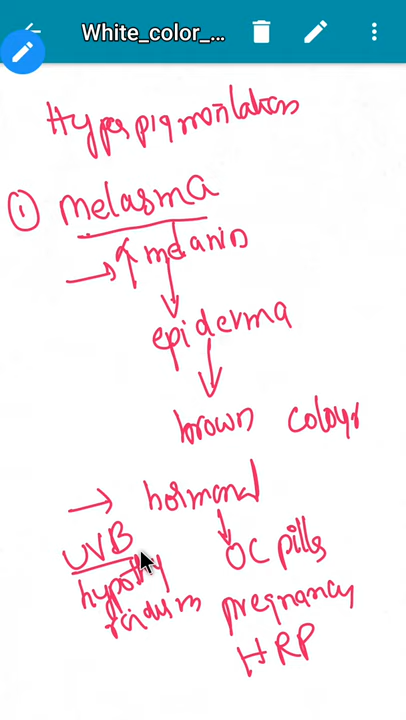 White_color_...
Hyperpigmentation
① Melasma
→ ↑ melanin
↓
epiderma
↓
brown colour
→ hormonal
↓
UVB OC pills
hypothy
roidism pregnancy
HRP